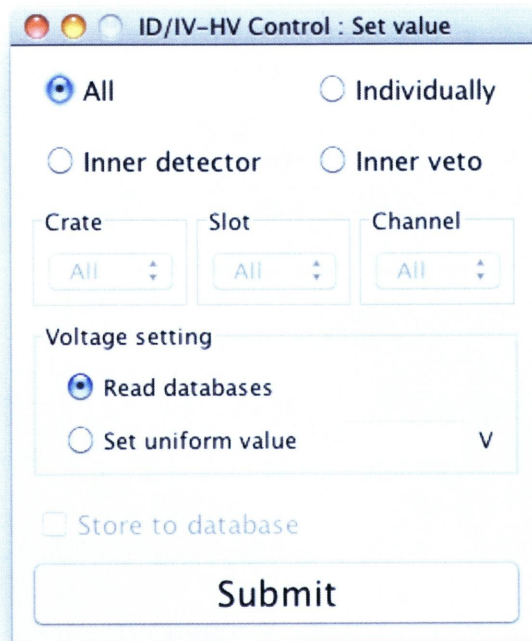 ID/IV-HV Control : Set value
All Individually
Inner detector Inner veto
Crate Slot Channel
All All All
Voltage setting
Read databases
Set uniform value V
Store to database
Submit